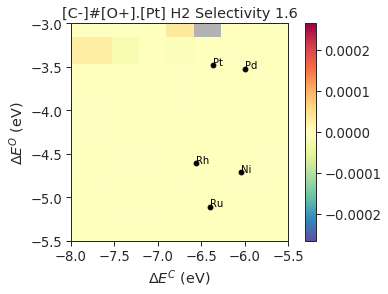 [C-]#[O+].[Pt] H2 Selectivity 1.6
−3.0
−3.5
−4.0
−4.5
−5.0
−5.5
ΔE^O (eV)
Pt
Pd
Rh
Ni
Ru
−8.0 −7.5 −7.0 −6.5 −6.0 −5.5
ΔE^C (eV)
0.0002
0.0001
0.0000
−0.0001
−0.0002